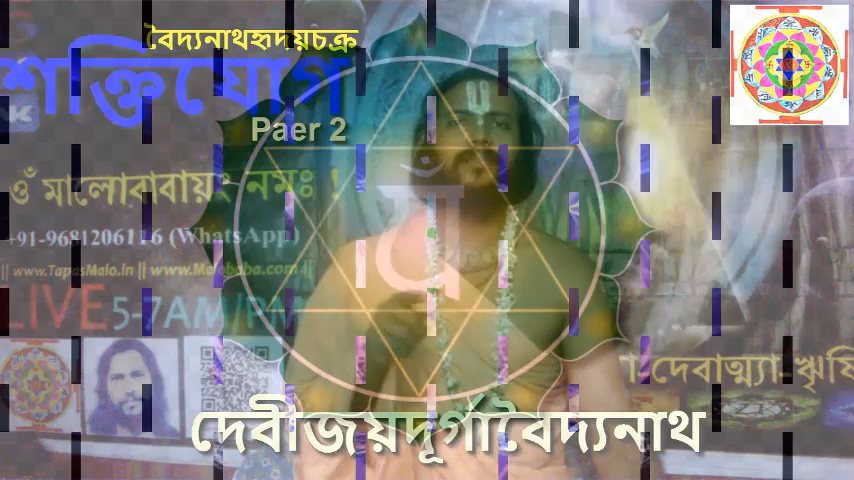 বৈদ্যনাথহৃদয়চক্র
শক্তিযোগ
Paer 2
ওঁ মালোবাবায়ঃ নমঃ !
+91-9681206116 (WhatsApp)
|| www.TapasMalo.in || www.Malobaba.com ||
LIVE 5-7AM/PM
যঁ
দেবাত্ম্যা ঋষি
দেবীজয়দূর্গাবৈদ্যনাথ